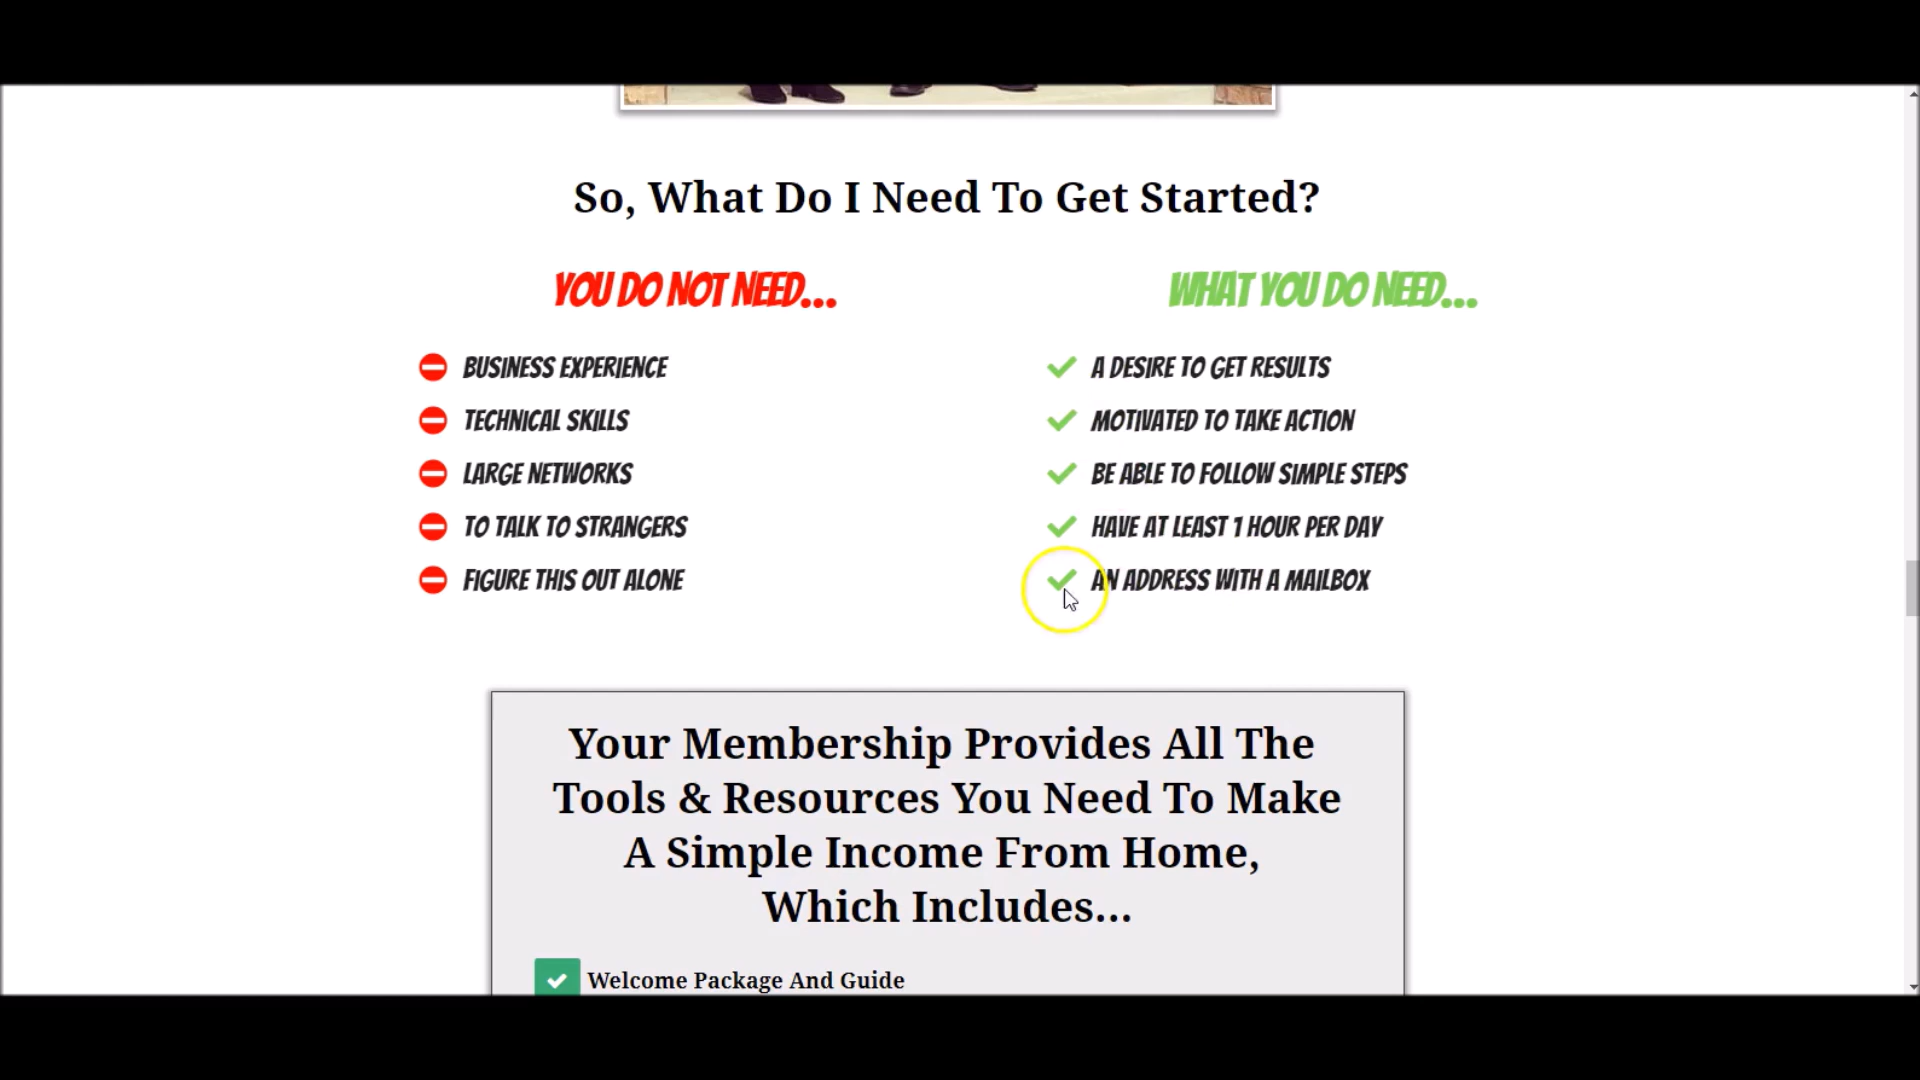 So, What Do I Need To Get Started?
YOU DO NOT NEED...
BUSINESS EXPERIENCE
TECHNICAL SKILLS
LARGE NETWORKS
TO TALK TO STRANGERS
FIGURE THIS OUT ALONE
WHAT YOU DO NEED...
A DESIRE TO GET RESULTS
MOTIVATED TO TAKE ACTION
BE ABLE TO FOLLOW SIMPLE STEPS
HAVE AT LEAST 1 HOUR PER DAY
AN ADDRESS WITH A MAILBOX
Your Membership Provides All The
Tools & Resources You Need To Make
A Simple Income From Home,
Which Includes...
Welcome Package And Guide